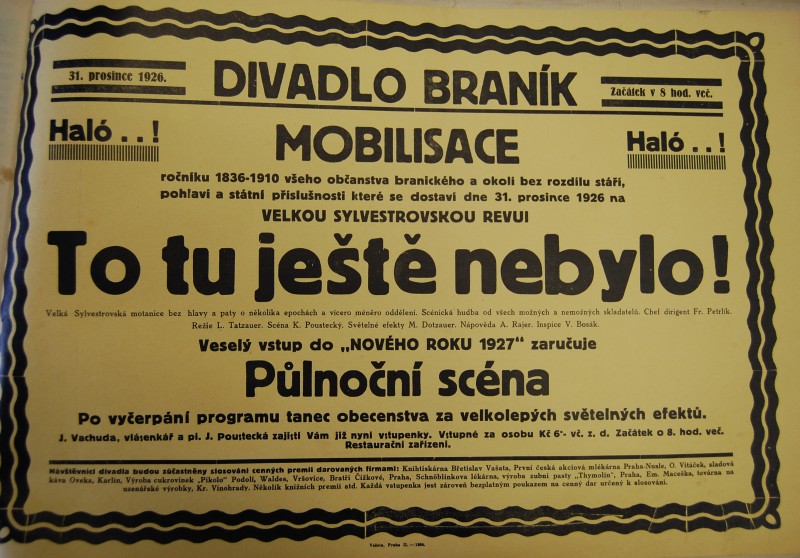 31. prosince 1926.
DIVADLO BRANÍK
Začátek v 8 hod. več.
Haló . . !
MOBILISACE
Haló . . !
ročníku 1836-1910 všeho občanstva branického a okolí bez rozdílu stáří,
pohlaví a státní příslušnosti které se dostaví dne 31. prosince 1926 na
VELKOU SYLVESTROVSKOU REVUI
To tu ještě nebylo!
Velká Sylvestrovská motanice bez hlavy a paty o několika epochách a vícero méněro oddělení. Scénická hudba od všech možných a nemožných skladatelů. Chef dirigent Fr. Petrlík.
Režie L. Tatzauer. Scéna K. Poustecký. Světelné efekty M. Dotzauer. Nápověda A. Rajer. Inspice V. Bosák.
Veselý vstup do „NOVÉHO ROKU 1927" zaručuje
Půlnoční scéna
Po vyčerpání programu tanec obecenstva za velkolepých světelných efektů.
J. Vachuda, vlásenkář a pí. J. Poustecká zajistí Vám již nyní vstupenky. Vstupné za osobu Kč 6·- vč. z. d. Začátek o 8. hod. več.
Restaurační zařízení.
Návštěvníci divadla budou zúčastněny slosování cenných premií darovaných firmami: Knihtiskárna Břetislav Vašata, První česká akciová mlékárna Praha-Nusle, O. Vitáček, sladová
káva Oveka, Karlín, Výroba cukrovinek „Pikolo" Podolí, Waldes, Vršovice, Bratří Čížkové, Praha, Schnöblinkova lékárna, výroba zubní pasty „Thymolin", Praha, Em. Maceška, továrna na
uzenářské výrobky, Kr. Vinohrady. Několik knižních premií atd. Každá vstupenka jest zároveň bezplatným poukazem na cenný dar určený k slosování.
Praha II.